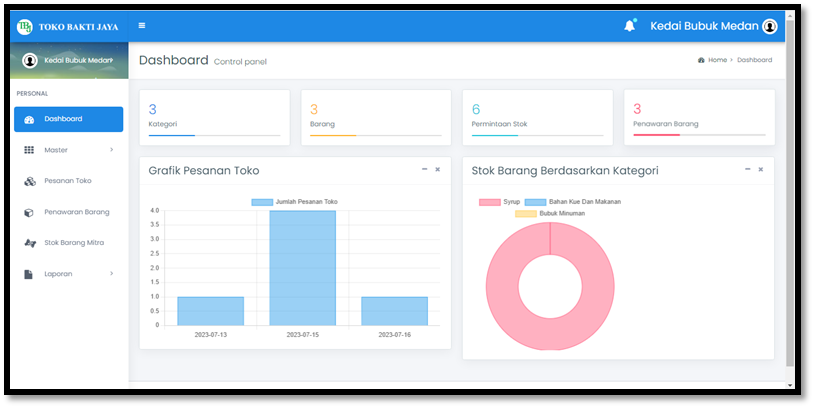 TOKO BAKTI JAYA
Kedai Bubuk Medan
Kedai Bubuk Medan
Dashboard Control panel
Home > Dashboard
PERSONAL
Dashboard
Master
Pesanan Toko
Penawaran Barang
Stok Barang Mitra
Laporan
3
Kategori
3
Barang
6
Permintaan Stok
3
Penawaran Barang
Grafik Pesanan Toko
Jumlah Pesanan Toko
4.0
3.5
3.0
2.5
2.0
1.5
1.0
0.5
0
2023-07-13 2023-07-15 2023-07-16
Stok Barang Berdasarkan Kategori
Syrup Bahan Kue Dan Makanan
Bubuk Minuman